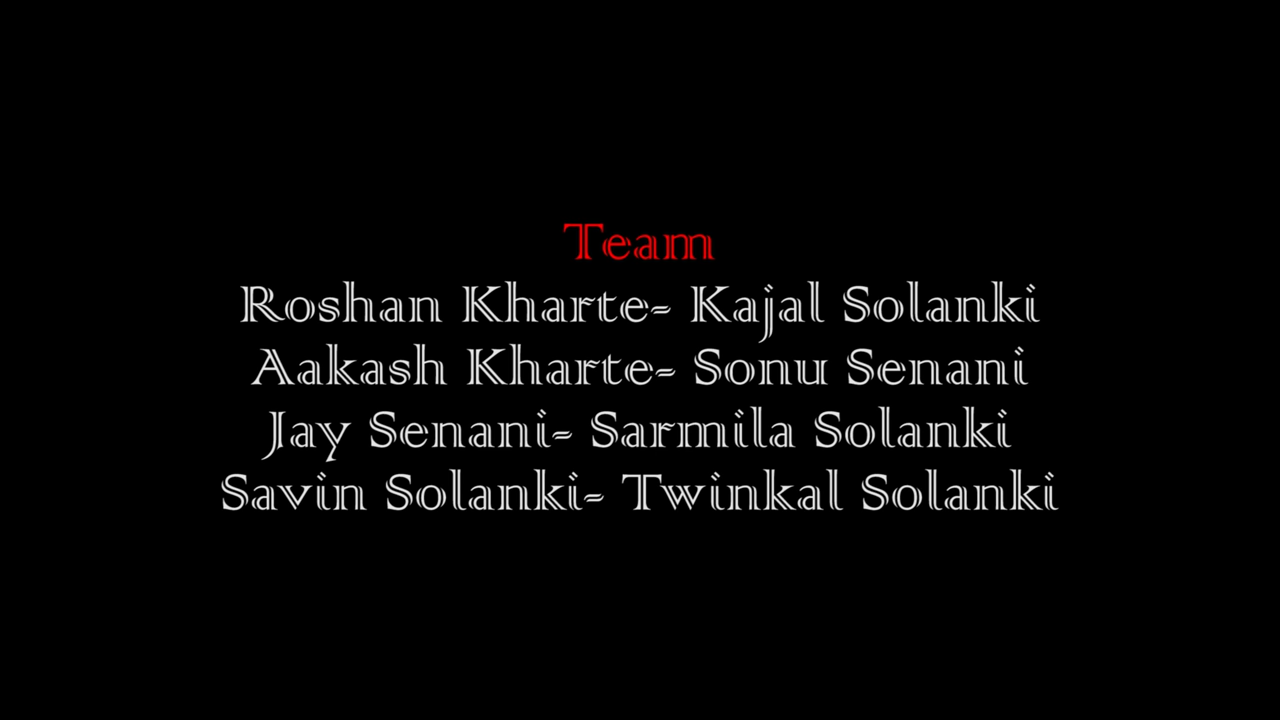 Team
Roshan Kharte- Kajal Solanki
Aakash Kharte- Sonu Senani
Jay Senani- Sarmila Solanki
Savin Solanki- Twinkal Solanki